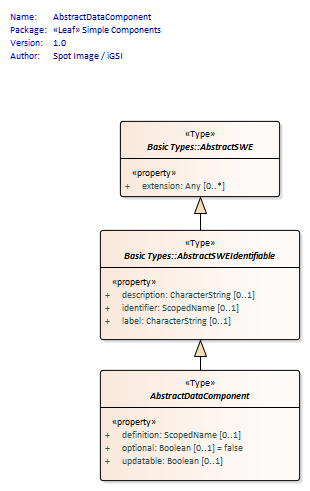 Name: AbstractDataComponent
Package: «Leaf» Simple Components
Version: 1.0
Author: Spot Image / iGSI
«Type»
Basic Types::AbstractSWE
«property»
+ extension: Any [0..*]
«Type»
Basic Types::AbstractSWEIdentifiable
«property»
+ description: CharacterString [0..1]
+ identifier: ScopedName [0..1]
+ label: CharacterString [0..1]
«Type»
AbstractDataComponent
«property»
+ definition: ScopedName [0..1]
+ optional: Boolean [0..1] = false
+ updatable: Boolean [0..1]